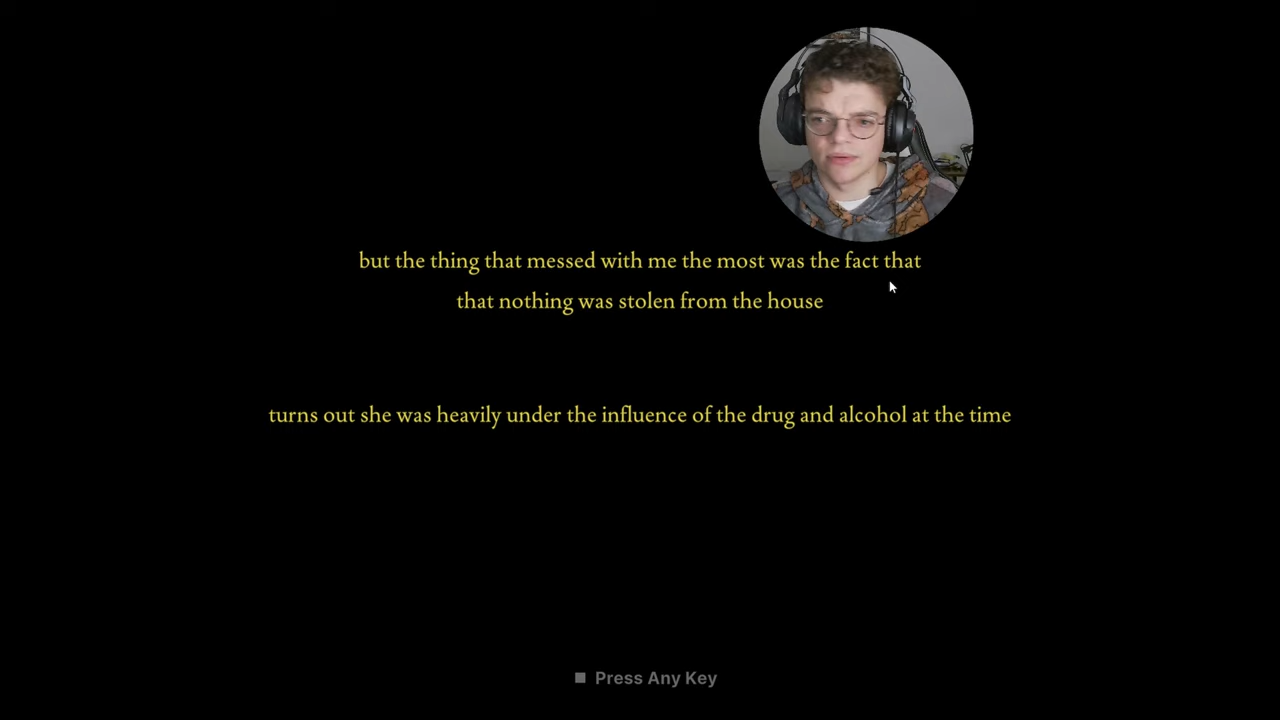 but the thing that messed with me the most was the fact that
that nothing was stolen from the house
turns out she was heavily under the influence of the drug and alcohol at the time
Press Any Key